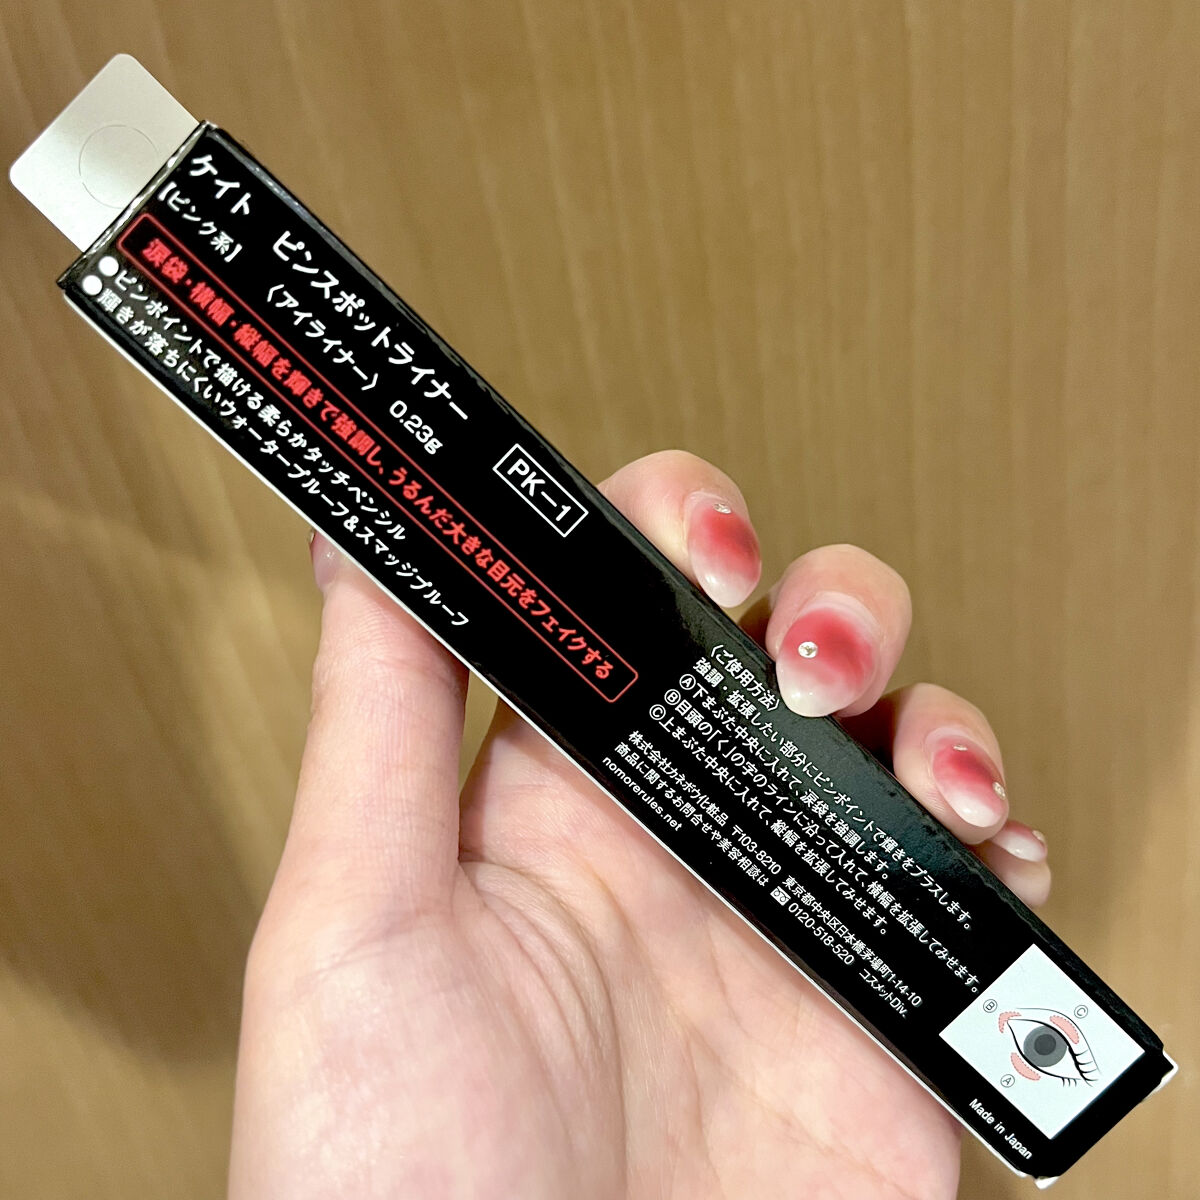 ケイト ピンスポットライナー
【ピンク系】 〈アイライナー〉 0.23g PK-1
涙袋・横幅・縦幅を輝きで強調し、うるんだ大きな目元をフェイクする
●ピンポイントで描ける柔らかタッチペンシル
●輝きが落ちにくいウォータープルーフ&スマッジプルーフ
〈ご使用方法〉
強調・拡張したい部分にピンポイントで輝きをプラスします。
Ⓐ下まぶた中央に入れて、涙袋を強調します。
Ⓑ目頭の「く」の字のラインに沿って入れて、横幅を拡張してみせます。
Ⓒ上まぶた中央に入れて、縦幅を拡張してみせます。
株式会社カネボウ化粧品 〒103-8210 東京都中央区日本橋茅場町1-14-10
商品に関するお問合せや美容相談は 0120-518-520 コスメットDiv.
nomorerules.net
Ⓑ
Ⓒ
Ⓐ
Made in Japan